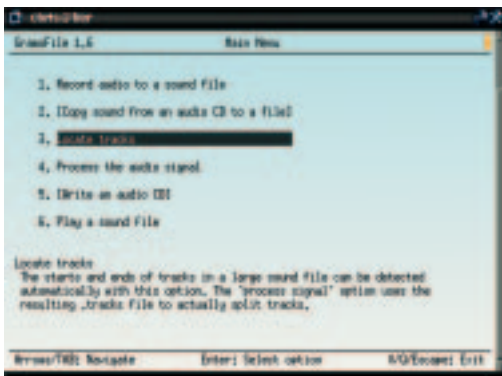 GramoFile 1.6 Main Menu
1. Record audio to a sound file
2. [Copy sound from an audio CD to a file]
3. Locate tracks
4. Process the audio signal
5. [Write an audio CD]
6. Play a sound file
Locate tracks
The starts and ends of tracks in a large sound file can be detected
automatically with this option. The 'process signal' option uses the
resulting .tracks file to actually split tracks.
Arrows/TAB: Navigate Enter: Select option X/Q/Escape: Exit